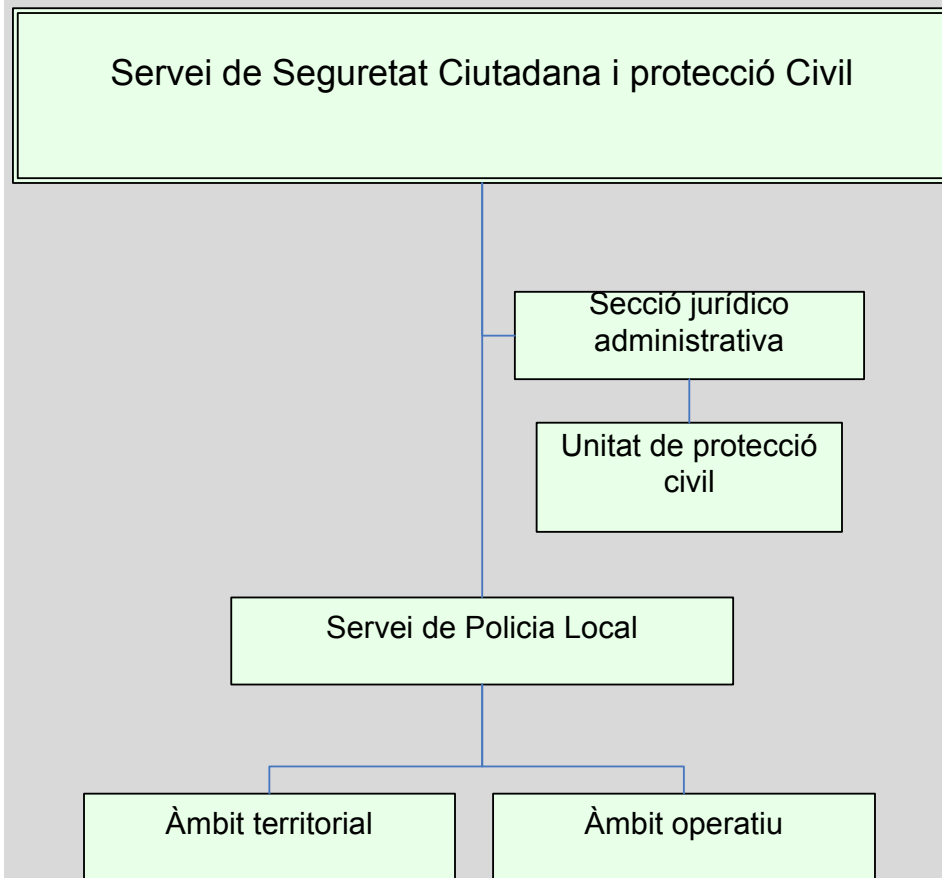 Servei de Seguretat Ciutadana i protecció Civil
Secció jurídico
administrativa
Unitat de protecció
civil
Servei de Policia Local
Àmbit territorial
Àmbit operatiu